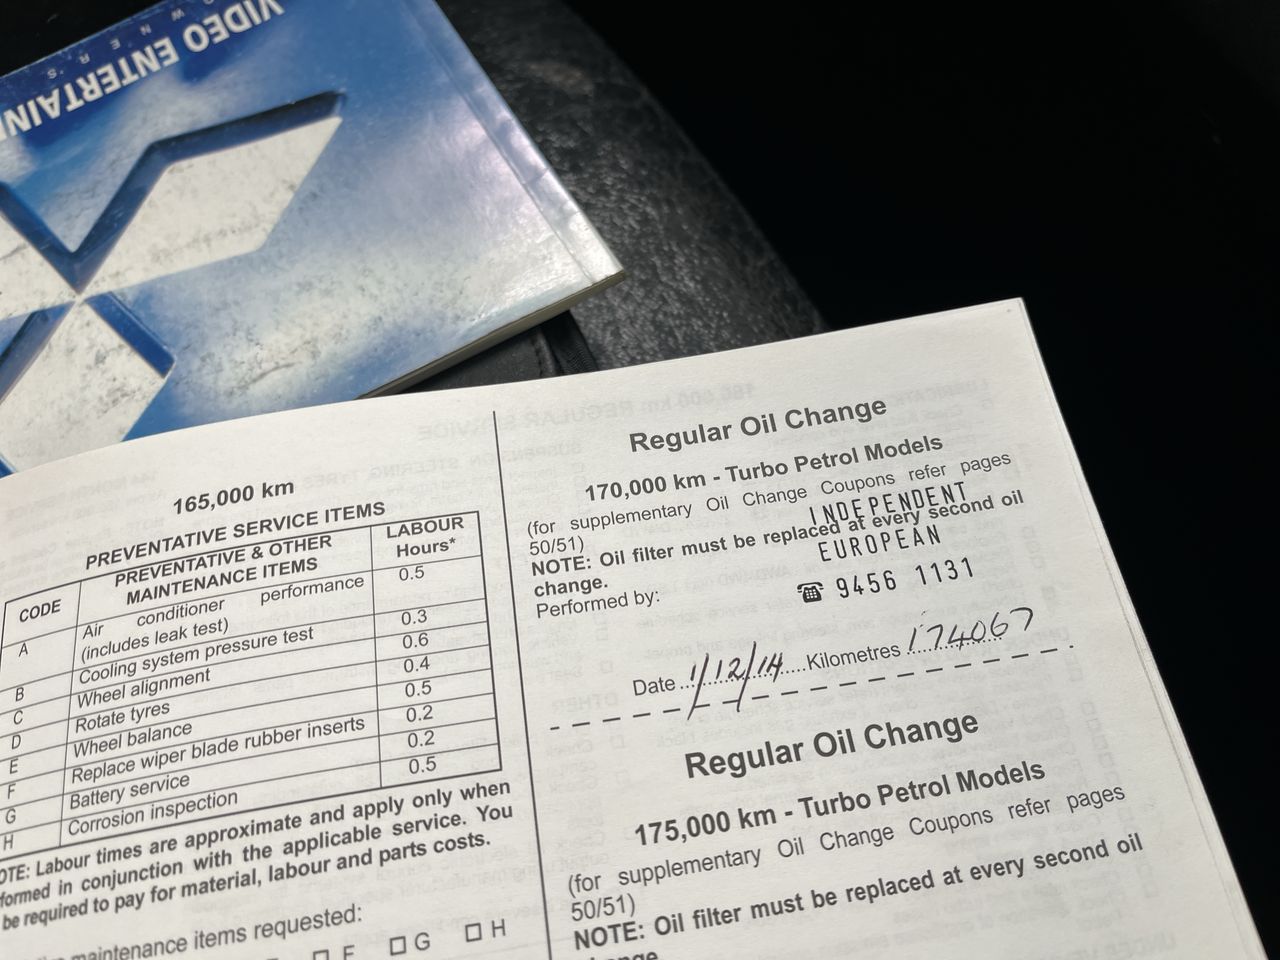 VIDEO ENTERTAIN
OWNER'S
165,000 km
PREVENTATIVE SERVICE ITEMS
CODE
PREVENTATIVE & OTHER
MAINTENANCE ITEMS
LABOUR
Hours*
A Air conditioner performance
(includes leak test) 0.5
B Cooling system pressure test 0.3
C Wheel alignment 0.6
D Rotate tyres 0.4
E Wheel balance 0.5
F Replace wiper blade rubber inserts 0.2
G Battery service 0.2
H Corrosion inspection 0.5
OTE: Labour times are approximate and apply only when
formed in conjunction with the applicable service. You
be required to pay for material, labour and parts costs.
maintenance items requested:
F G H
Regular Oil Change
170,000 km - Turbo Petrol Models
(for supplementary Oil Change Coupons refer pages
50/51)
NOTE: Oil filter must be replaced at every second oil
change.
Performed by:
INDEPENDENT
EUROPEAN
☎ 9456 1131
Date 1/12/14 Kilometres 174067
Regular Oil Change
175,000 km - Turbo Petrol Models
(for supplementary Oil Change Coupons refer pages
50/51)
NOTE: Oil filter must be replaced at every second oil
change.